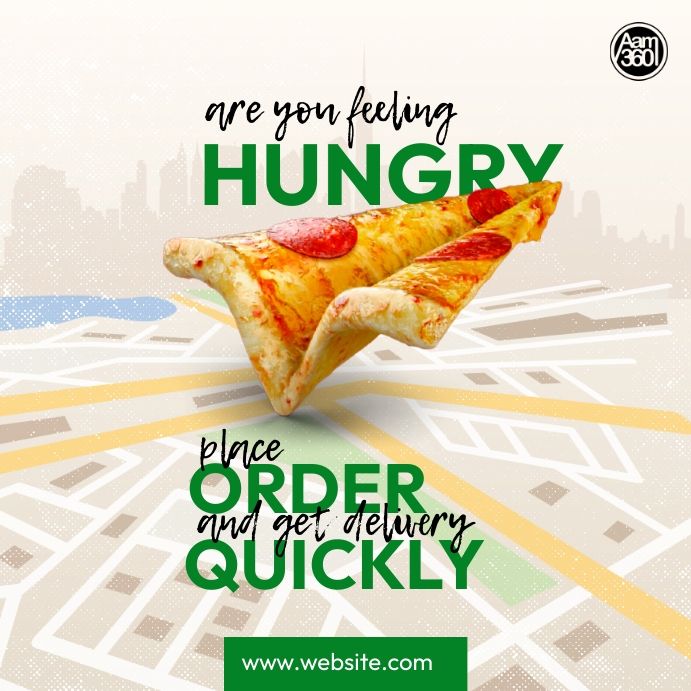 Aam
360
are you feeling
HUNGRY
place
ORDER
and get delivery
QUICKLY
www.website.com